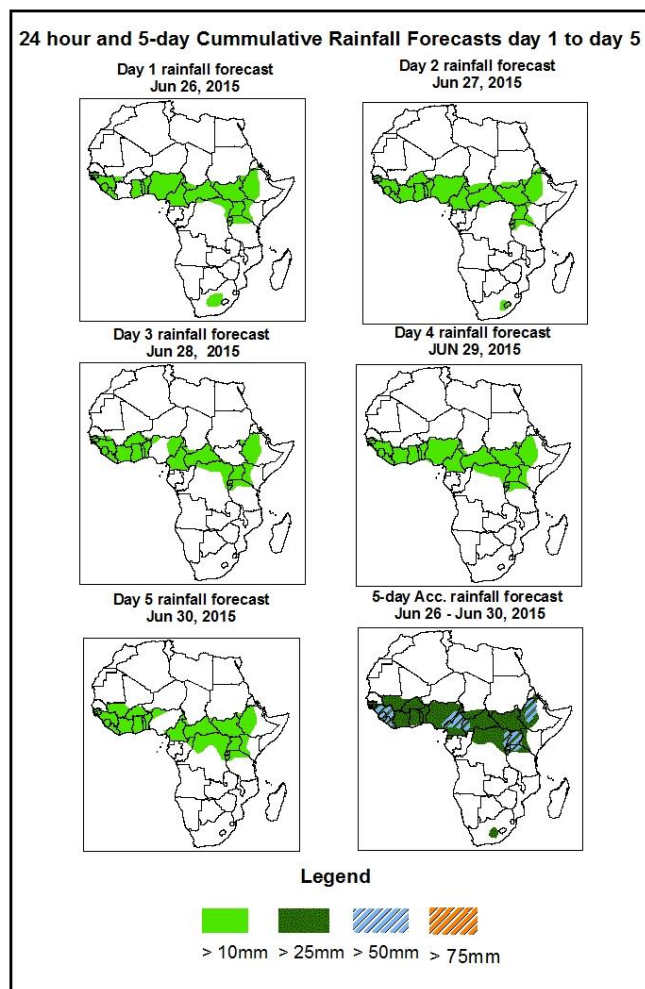 24 hour and 5-day Cummulative Rainfall Forecasts day 1 to day 5
Day 1 rainfall forecast
Jun 26, 2015
Day 2 rainfall forecast
Jun 27, 2015
Day 3 rainfall forecast
Jun 28, 2015
Day 4 rainfall forecast
JUN 29, 2015
Day 5 rainfall forecast
Jun 30, 2015
5-day Acc. rainfall forecast
Jun 26 - Jun 30, 2015
Legend
> 10mm > 25mm > 50mm > 75mm